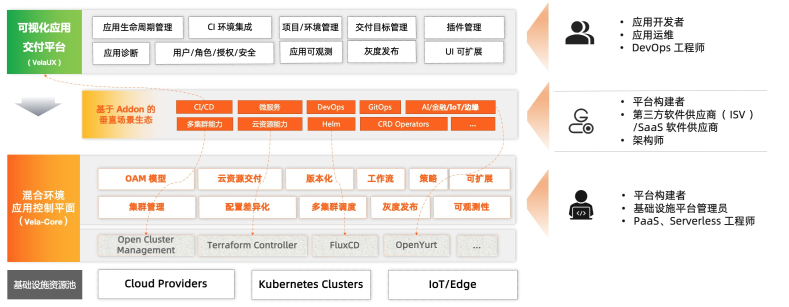 可视化应用
交付平台
(VelaUX)
应用生命周期管理
CI 环境集成
项目/环境管理
交付目标管理
插件管理
应用诊断
用户/角色/授权/安全
应用可观测
灰度发布
UI 可扩展
应用开发者
应用运维
DevOps 工程师
基于 Addon 的
垂直场景生态
CI/CD
微服务
DevOps
GitOps
AI/金融/IoT/边缘
多集群能力
云资源能力
Helm
CRD Operators
...
平台构建者
第三方软件供应商（ ISV ）
/SaaS 软件供应商
架构师
混合环境
应用控制平面
(Vela-Core)
OAM 模型
云资源交付
版本化
工作流
策略
可扩展
集群管理
配置差异化
多集群调度
灰度发布
可观测性
Open Cluster
Management
Terraform Controller
FluxCD
OpenYurt
...
平台构建者
基础设施平台管理员
PaaS、Serverless 工程师
基础设施资源池
Cloud Providers
Kubernetes Clusters
IoT/Edge